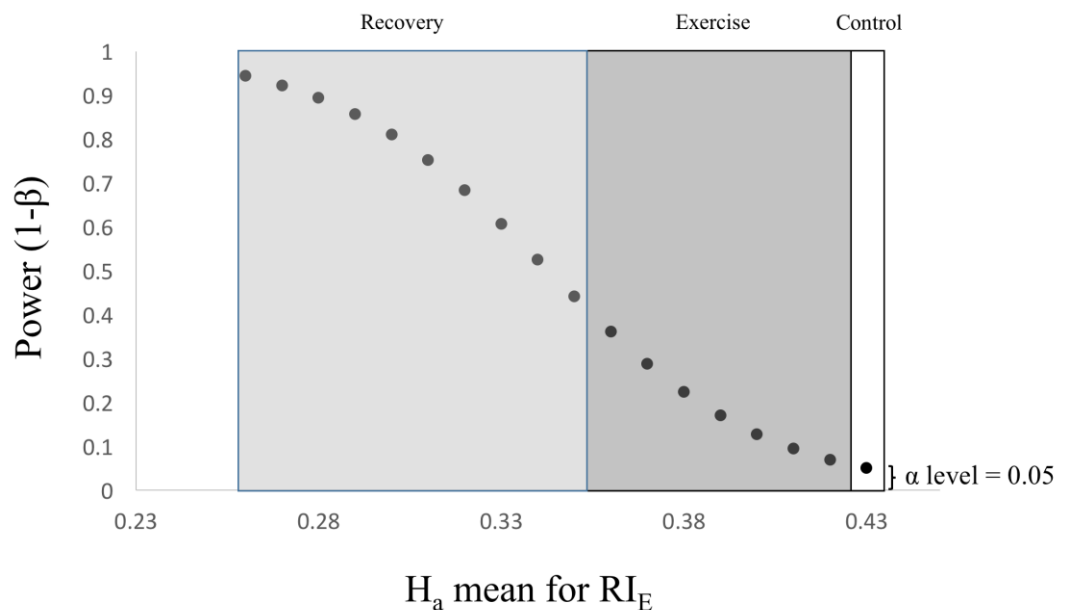 Recovery Exercise Control
1
0.9
0.8
0.7
0.6
0.5
0.4
0.3
0.2
0.1
0
Power (1-β)
} α level = 0.05
0.23 0.28 0.33 0.38 0.43
Hₐ mean for RI_E